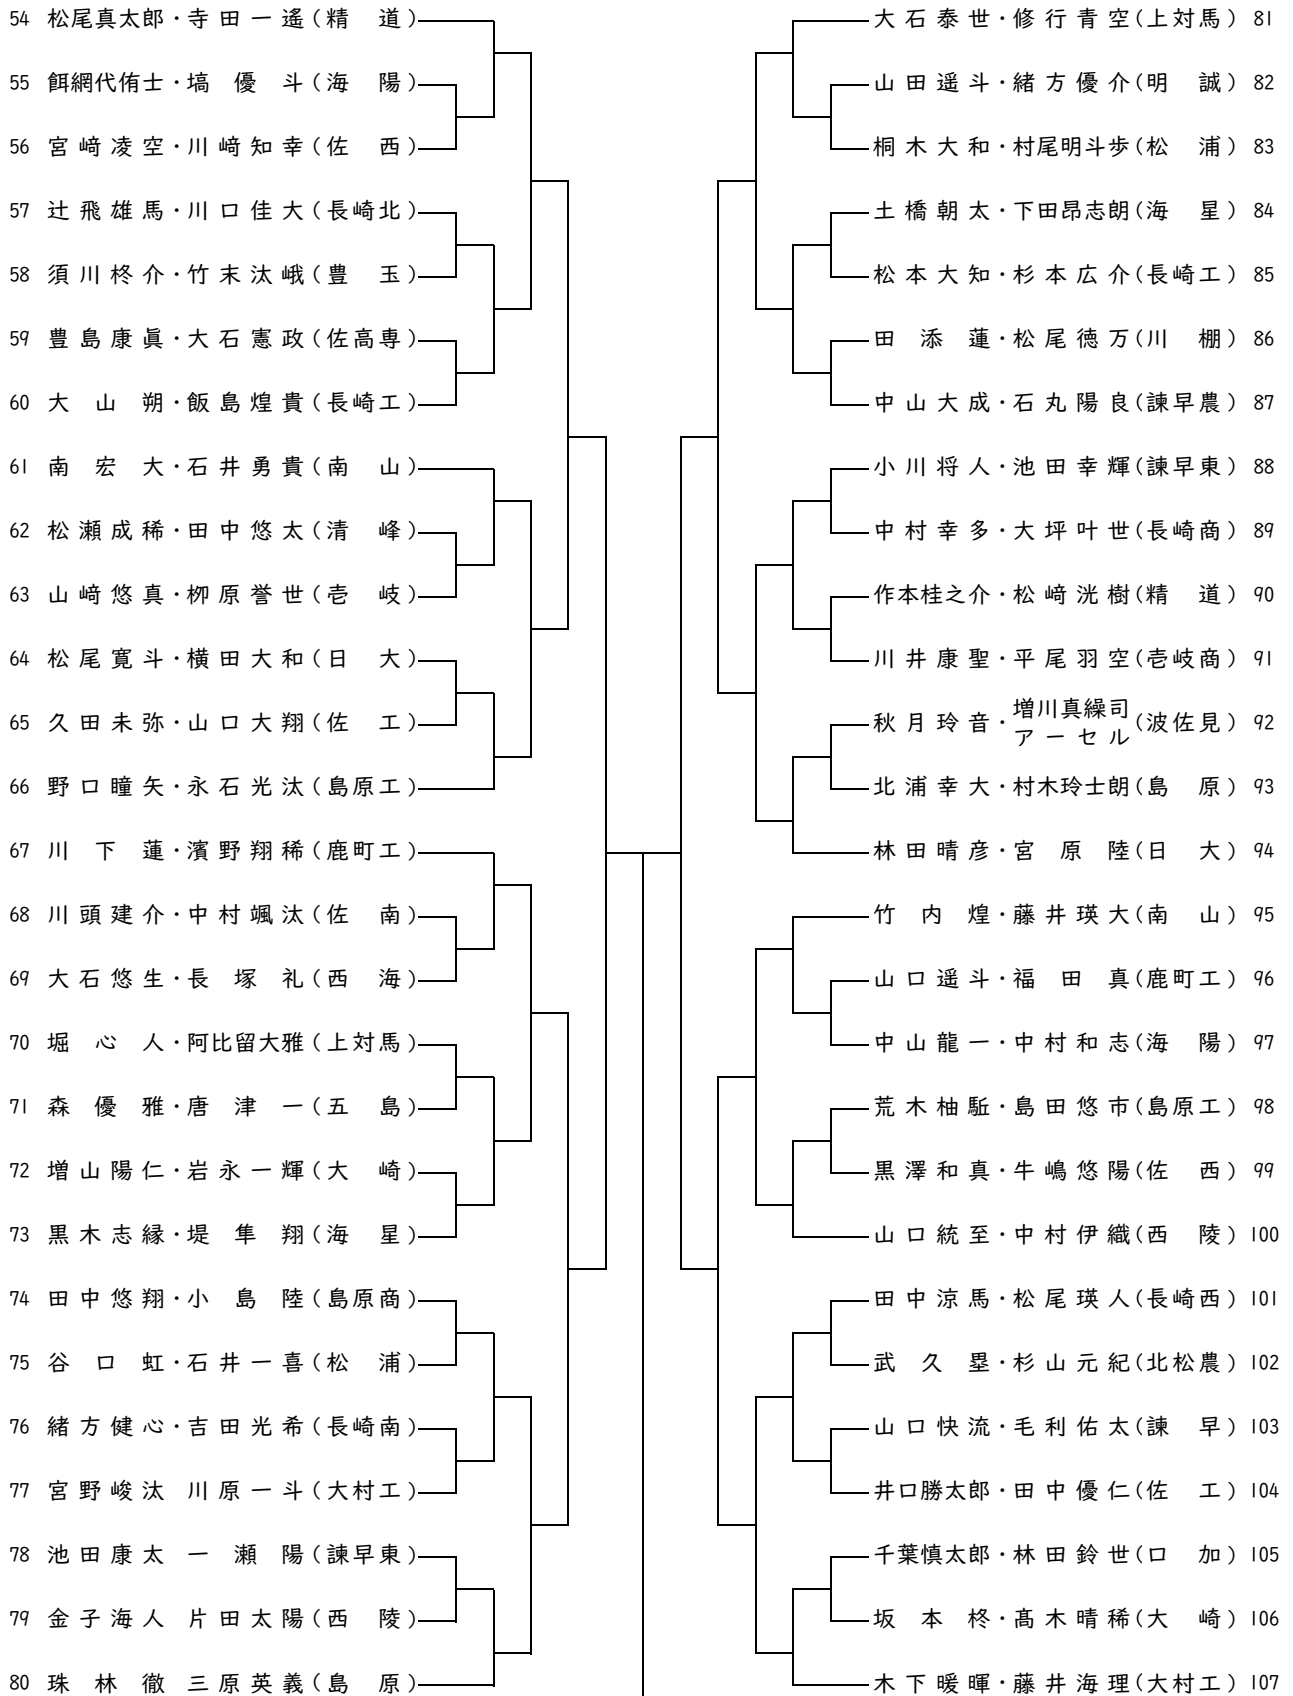 54 松尾真太郎・寺田一遙(精 道)
55 餌網代侑士・塙 優 斗(海 陽)
56 宮﨑凌空・川﨑知幸(佐 西)
57 辻飛雄馬・川口佳大(長崎北)
58 須川柊介・竹末汰峨(豊 玉)
59 豊島康眞・大石憲政(佐高専)
60 大 山 朔・飯島煌貴(長崎工)
61 南 宏 大・石井勇貴(南 山)
62 松瀬成稀・田中悠太(清 峰)
63 山﨑悠真・栁原誉世(壱 岐)
64 松尾寛斗・横田大和(日 大)
65 久田未弥・山口大翔(佐 工)
66 野口瞳矢・永石光汰(島原工)
67 川 下 蓮・濱野翔稀(鹿町工)
68 川頭建介・中村颯汰(佐 南)
69 大石悠生・長 塚 礼(西 海)
70 堀 心 人・阿比留大雅(上対馬)
71 森 優 雅・唐 津 一(五 島)
72 増山陽仁・岩永一輝(大 崎)
73 黒木志縁・堤 隼 翔(海 星)
74 田中悠翔・小 島 陸(島原商)
75 谷 口 虹・石井一喜(松 浦)
76 緒方健心・吉田光希(長崎南)
77 宮野峻汰 川原一斗(大村工)
78 池田康太 一 瀬 陽(諫早東)
79 金子海人 片田太陽(西 陵)
80 珠 林 徹 三原英義(島 原)
大石泰世・修行青空(上対馬) 81
山田遥斗・緒方優介(明 誠) 82
桐木大和・村尾明斗歩(松 浦) 83
土橋朝太・下田昂志朗(海 星) 84
松本大知・杉本広介(長崎工) 85
田 添 蓮・松尾徳万(川 棚) 86
中山大成・石丸陽良(諫早農) 87
小川将人・池田幸輝(諫早東) 88
中村幸多・大坪叶世(長崎商) 89
作本桂之介・松﨑洸樹(精 道) 90
川井康聖・平尾羽空(壱岐商) 91
秋月玲音・増川真繰司アーセル(波佐見) 92
北浦幸大・村木玲士朗(島 原) 93
林田晴彦・宮 原 陸(日 大) 94
竹 内 煌・藤井瑛大(南 山) 95
山口遥斗・福 田 真(鹿町工) 96
中山龍一・中村和志(海 陽) 97
荒木柚駈・島田悠市(島原工) 98
黒澤和真・牛嶋悠陽(佐 西) 99
山口統至・中村伊織(西 陵) 100
田中涼馬・松尾瑛人(長崎西) 101
武 久 塁・杉山元紀(北松農) 102
山口快流・毛利佑太(諫 早) 103
井口勝太郎・田中優仁(佐 工) 104
千葉慎太郎・林田鈴世(口 加) 105
坂 本 柊・髙木晴稀(大 崎) 106
木下暖暉・藤井海理(大村工) 107